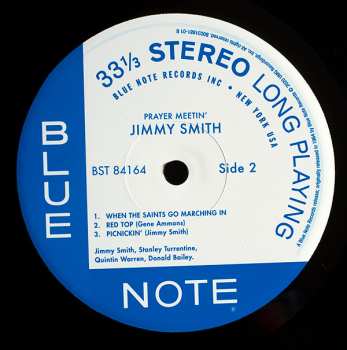 33 1/3 STEREO LONG PLAYING
BLUE NOTE RECORDS INC • NEW YORK USA
PRAYER MEETIN'
JIMMY SMITH
BST 84164
Side 2
1. WHEN THE SAINTS GO MARCHING IN
2. RED TOP (Gene Ammons)
3. PICNICKIN' (Jimmy Smith)
Jimmy Smith, Stanley Turrentine,
Quintin Warren, Donald Bailey.
BLUE
NOTE